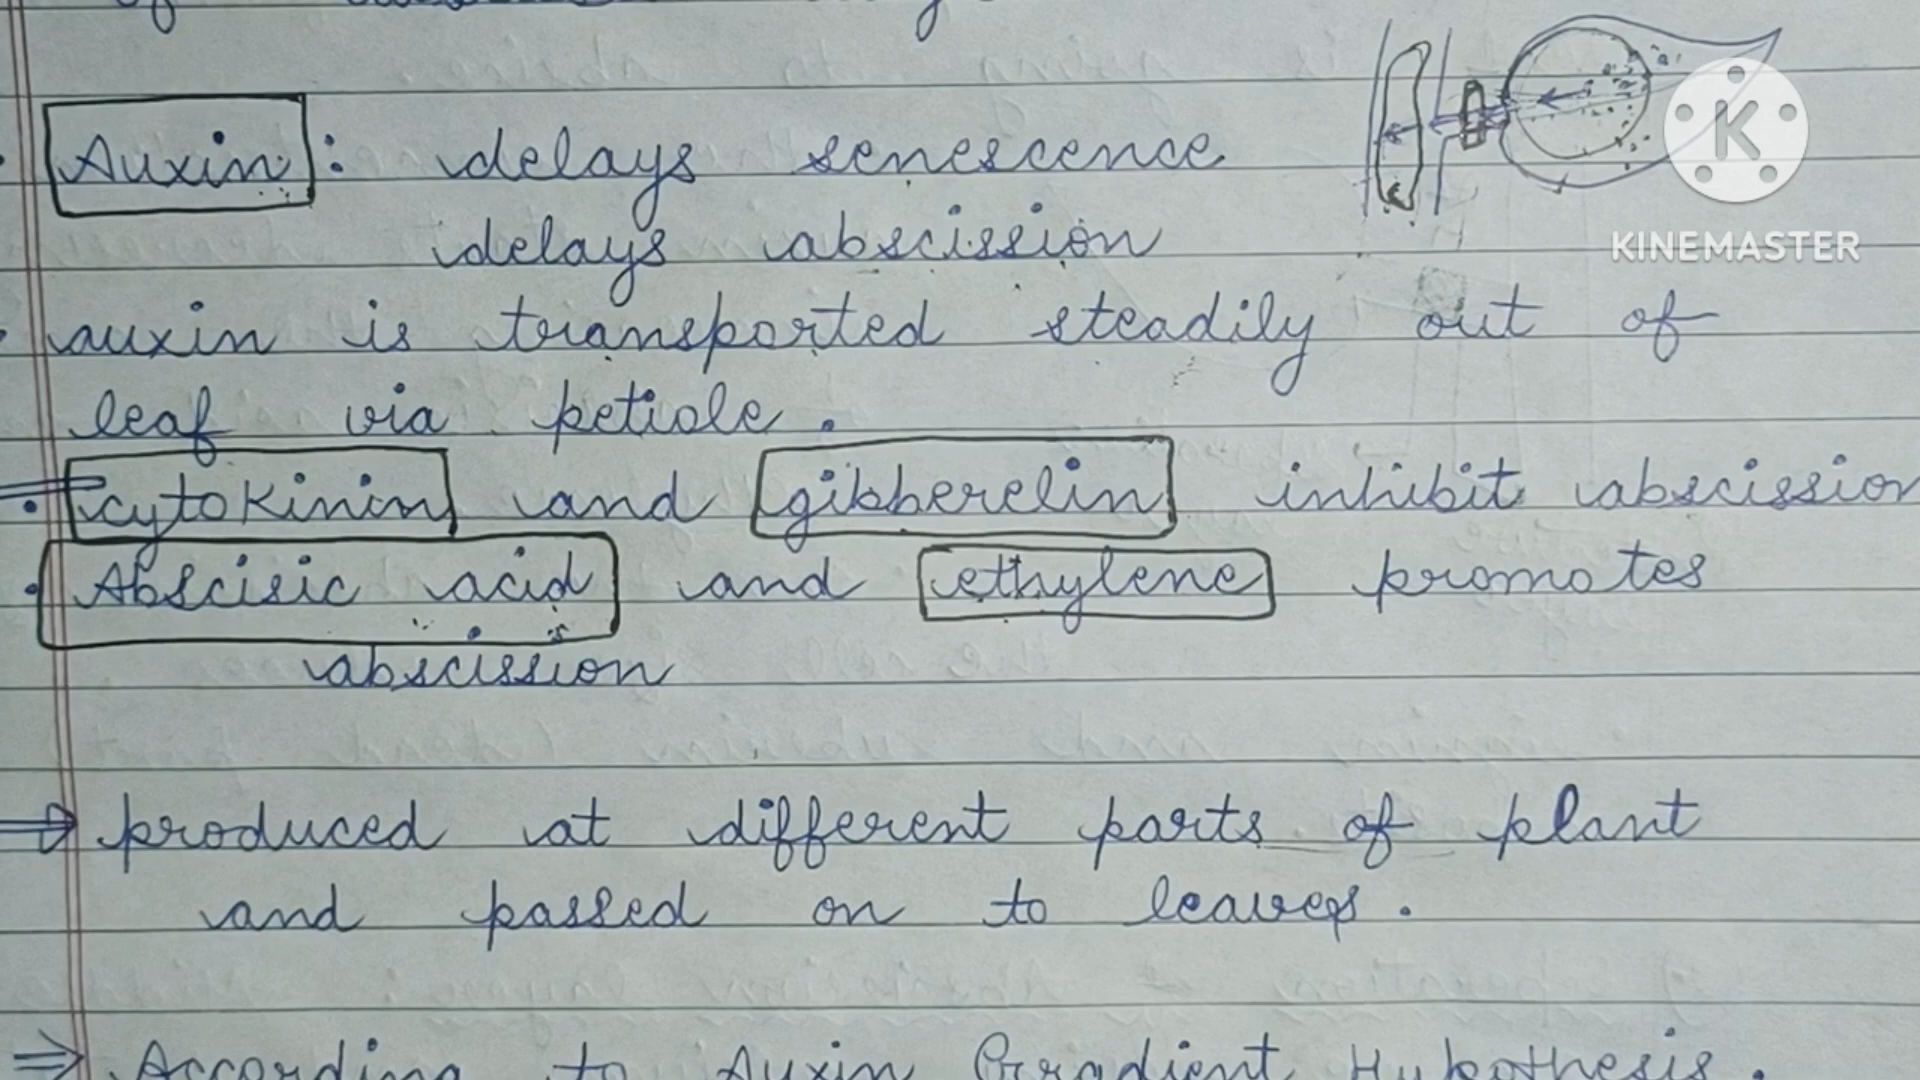 of
Auxin : delays senescence
delays abscission
auxin is transported steadily out of
leaf via petiole.
cytokinin and gibberelin inhibit abscission
Abscisic acid and ethylene promotes
abscission
⇒ produced at different parts of plant
and passed on to leaves.
⇒ According to Auxin Gradient Hypothesis.
K
KINEMASTER